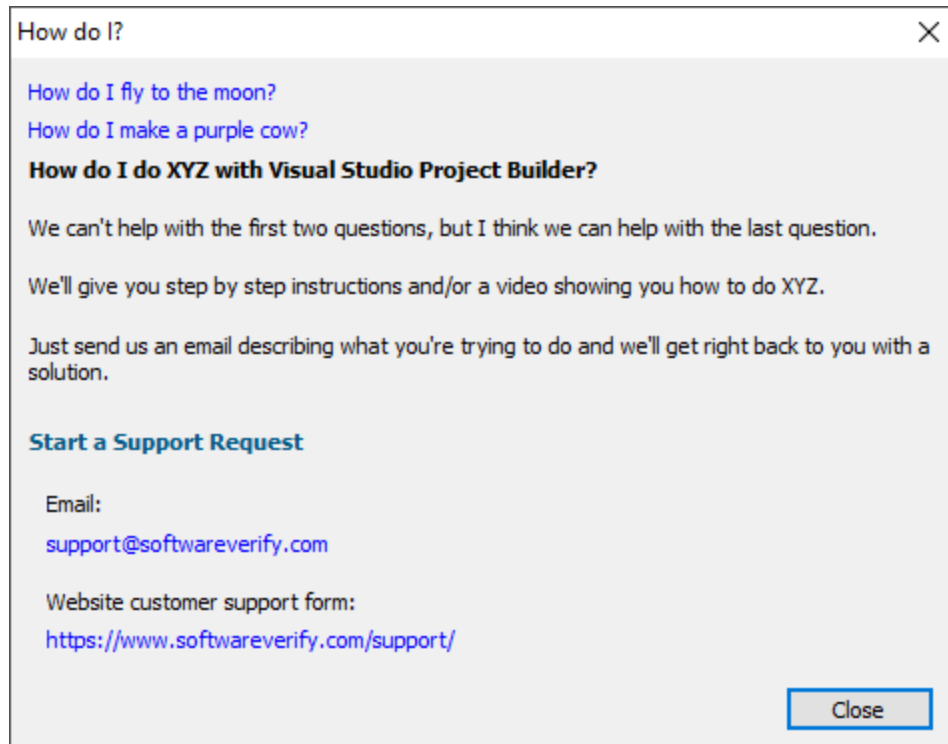 How do I?
How do I fly to the moon?
How do I make a purple cow?
How do I do XYZ with Visual Studio Project Builder?
We can't help with the first two questions, but I think we can help with the last question.
We'll give you step by step instructions and/or a video showing you how to do XYZ.
Just send us an email describing what you're trying to do and we'll get right back to you with a
solution.
Start a Support Request
Email:
support@softwareverify.com
Website customer support form:
https://www.softwareverify.com/support/
Close